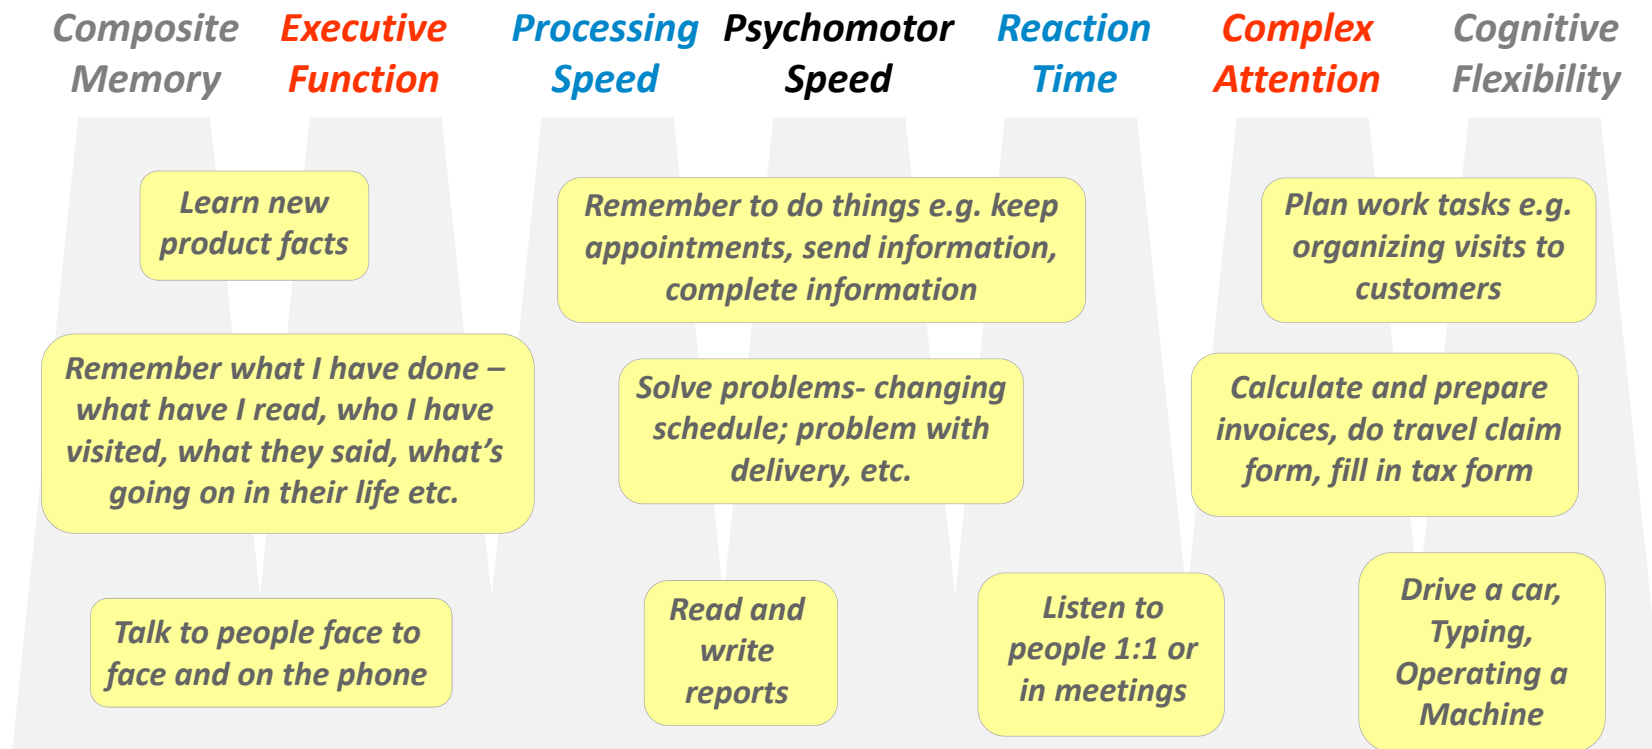 Composite
Memory
Executive
Function
Processing
Speed
Psychomotor
Speed
Reaction
Time
Complex
Attention
Cognitive
Flexibility
Learn new
product facts
Remember to do things e.g. keep
appointments, send information,
complete information
Plan work tasks e.g.
organizing visits to
customers
Remember what I have done –
what have I read, who I have
visited, what they said, what’s
going on in their life etc.
Solve problems- changing
schedule; problem with
delivery, etc.
Calculate and prepare
invoices, do travel claim
form, fill in tax form
Talk to people face to
face and on the phone
Read and
write
reports
Listen to
people 1:1 or
in meetings
Drive a car,
Typing,
Operating a
Machine